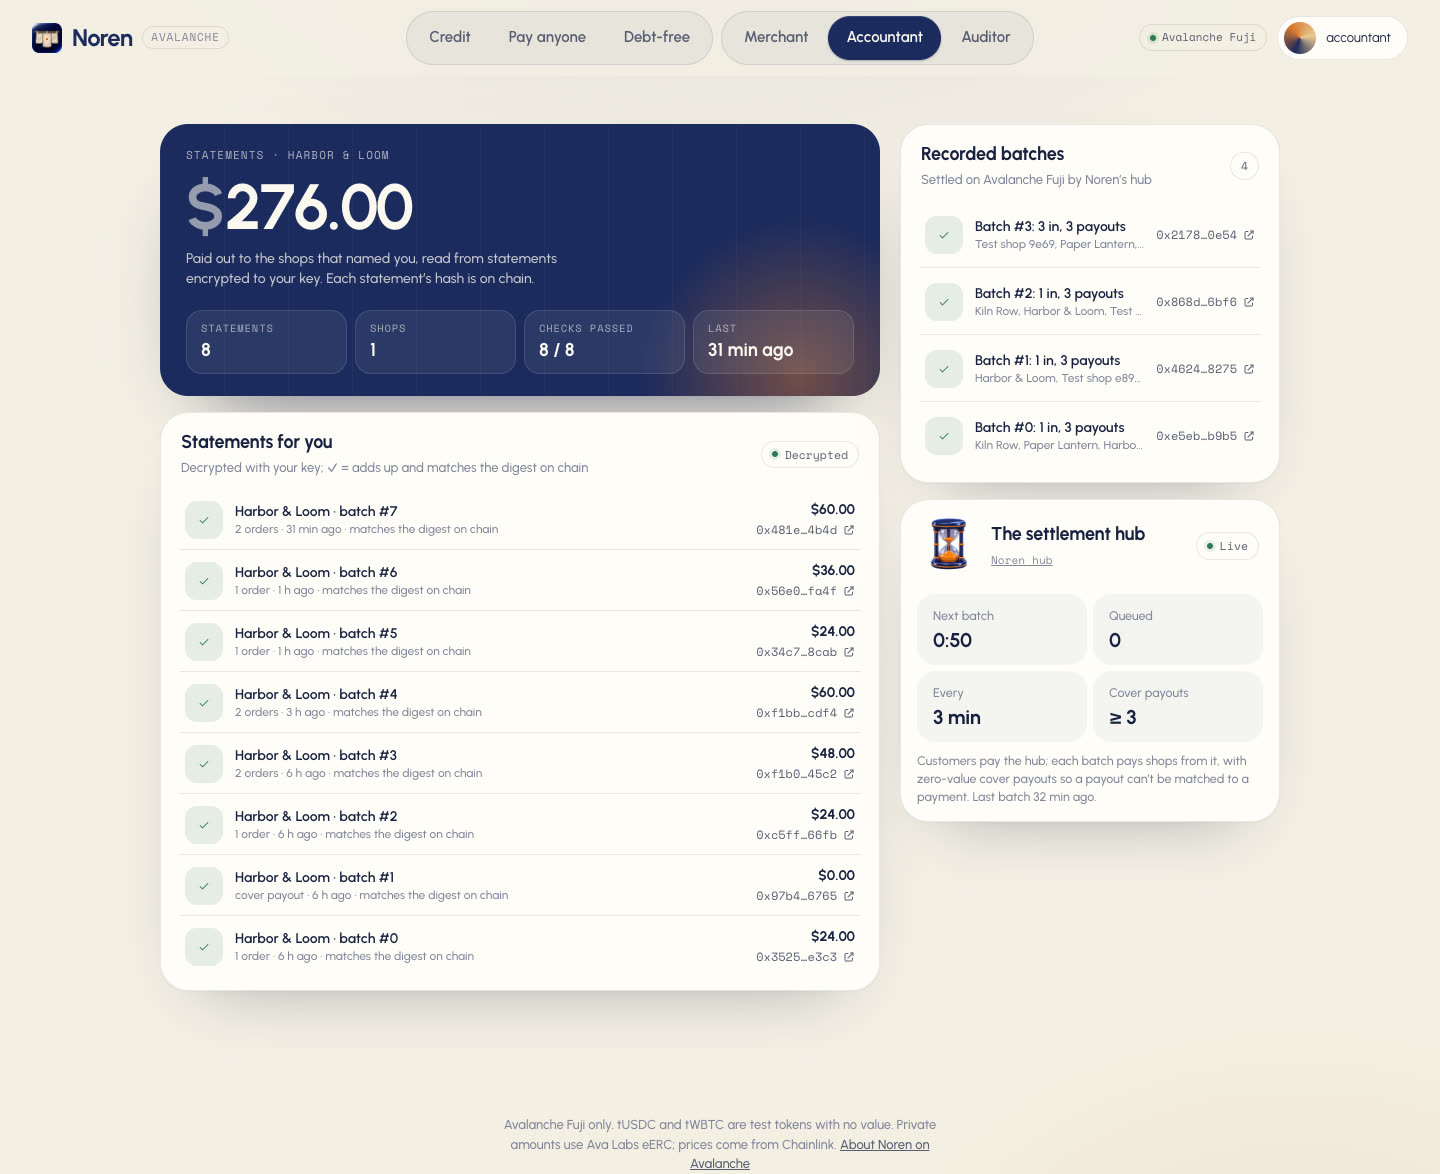 Noren
AVALANCHE
Credit
Pay anyone
Debt-free
Merchant
Accountant
Auditor
Avalanche Fuji
accountant
STATEMENTS · HARBOR & LOOM
$276.00
Paid out to the shops that named you, read from statements
encrypted to your key. Each statement's hash is on chain.
STATEMENTS
8
SHOPS
1
CHECKS PASSED
8 / 8
LAST
31 min ago
Statements for you
Decrypted with your key; ✓ = adds up and matches the digest on chain
Decrypted
Harbor & Loom · batch #7
$60.00
2 orders · 31 min ago · matches the digest on chain
0x481e…4b4d
Harbor & Loom · batch #6
$36.00
1 order · 1 h ago · matches the digest on chain
0x56e0…fa4f
Harbor & Loom · batch #5
$24.00
1 order · 1 h ago · matches the digest on chain
0x34c7…8cab
Harbor & Loom · batch #4
$60.00
2 orders · 3 h ago · matches the digest on chain
0xf1bb…cdf4
Harbor & Loom · batch #3
$48.00
2 orders · 6 h ago · matches the digest on chain
0xf1b0…45c2
Harbor & Loom · batch #2
$24.00
1 order · 6 h ago · matches the digest on chain
0xc5ff…66fb
Harbor & Loom · batch #1
$0.00
cover payout · 6 h ago · matches the digest on chain
0x97b4…6765
Harbor & Loom · batch #0
$24.00
1 order · 6 h ago · matches the digest on chain
0x3525…e3c3
Recorded batches
Settled on Avalanche Fuji by Noren's hub
4
Batch #3: 3 in, 3 payouts
Test shop 9e69, Paper Lantern,…
0x2178…0e54
Batch #2: 1 in, 3 payouts
Kiln Row, Harbor & Loom, Test …
0x868d…6bf6
Batch #1: 1 in, 3 payouts
Harbor & Loom, Test shop e89…
0x4624…8275
Batch #0: 1 in, 3 payouts
Kiln Row, Paper Lantern, Harbo…
0xe5eb…b9b5
The settlement hub
Noren hub
Live
Next batch
0:50
Queued
0
Every
3 min
Cover payouts
≥ 3
Customers pay the hub; each batch pays shops from it, with
zero-value cover payouts so a payout can't be matched to a
payment. Last batch 32 min ago.
Avalanche Fuji only. tUSDC and tWBTC are test tokens with no value. Private
amounts use Ava Labs eERC; prices come from Chainlink. About Noren on
Avalanche